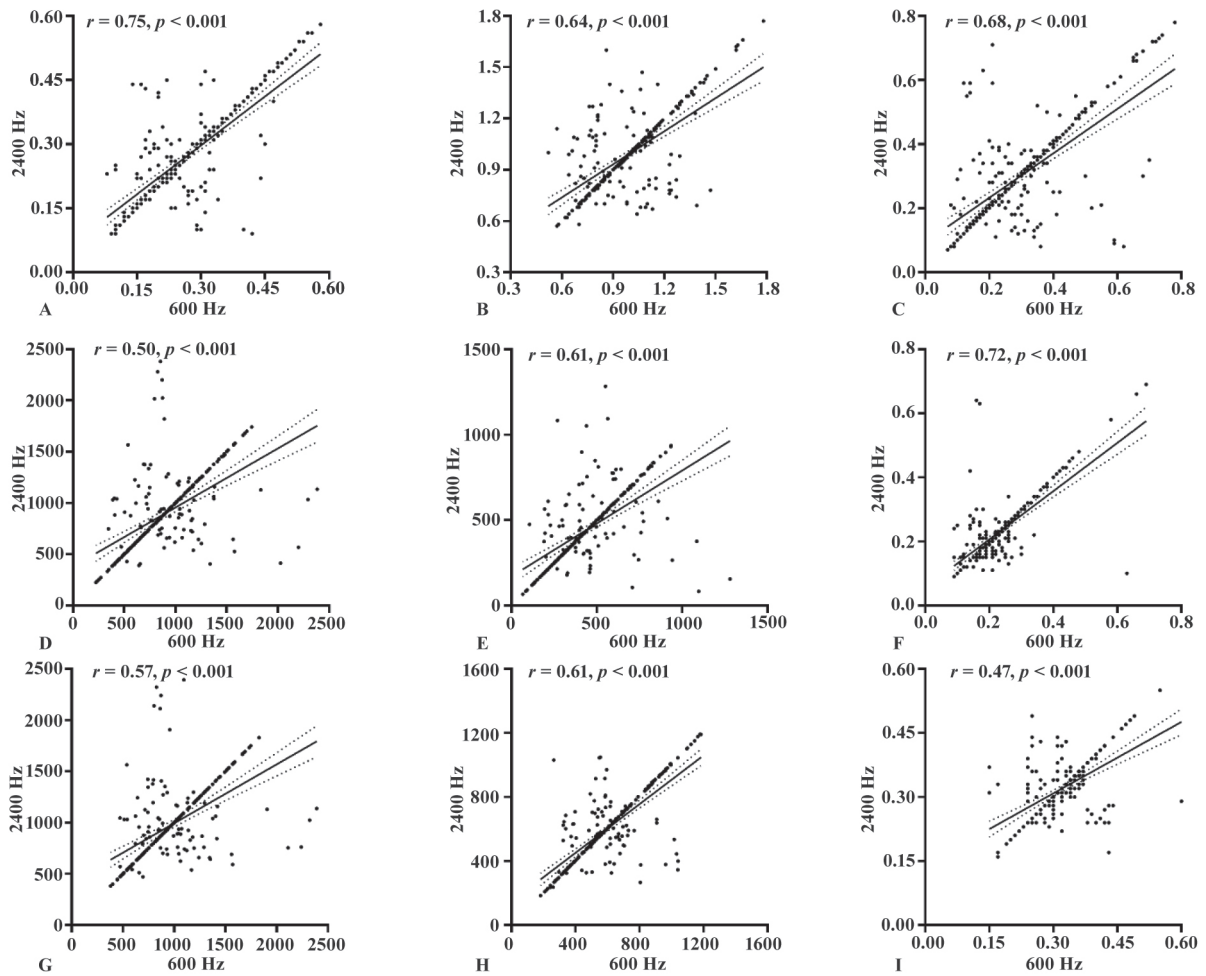 r = 0.75, p < 0.001
0.60
0.45
0.30
0.15
0.00
2400 Hz
0.00 0.15 0.30 0.45 0.60
600 Hz
A
r = 0.64, p < 0.001
1.8
1.5
1.2
0.9
0.6
0.3
2400 Hz
0.3 0.6 0.9 1.2 1.5 1.8
600 Hz
B
r = 0.68, p < 0.001
0.8
0.6
0.4
0.2
0.0
2400 Hz
0.0 0.2 0.4 0.6 0.8
600 Hz
C
r = 0.50, p < 0.001
2500
2000
1500
1000
500
0
2400 Hz
0 500 1000 1500 2000 2500
600 Hz
D
r = 0.61, p < 0.001
1500
1000
500
0
2400 Hz
0 500 1000 1500
600 Hz
E
r = 0.72, p < 0.001
0.8
0.6
0.4
0.2
0.0
2400 Hz
0.0 0.2 0.4 0.6 0.8
600 Hz
F
r = 0.57, p < 0.001
2500
2000
1500
1000
500
0
2400 Hz
0 500 1000 1500 2000 2500
600 Hz
G
r = 0.61, p < 0.001
1600
1200
800
400
0
2400 Hz
0 400 800 1200 1600
600 Hz
H
r = 0.47, p < 0.001
0.60
0.45
0.30
0.15
0.00
2400 Hz
0.00 0.15 0.30 0.45 0.60
600 Hz
I